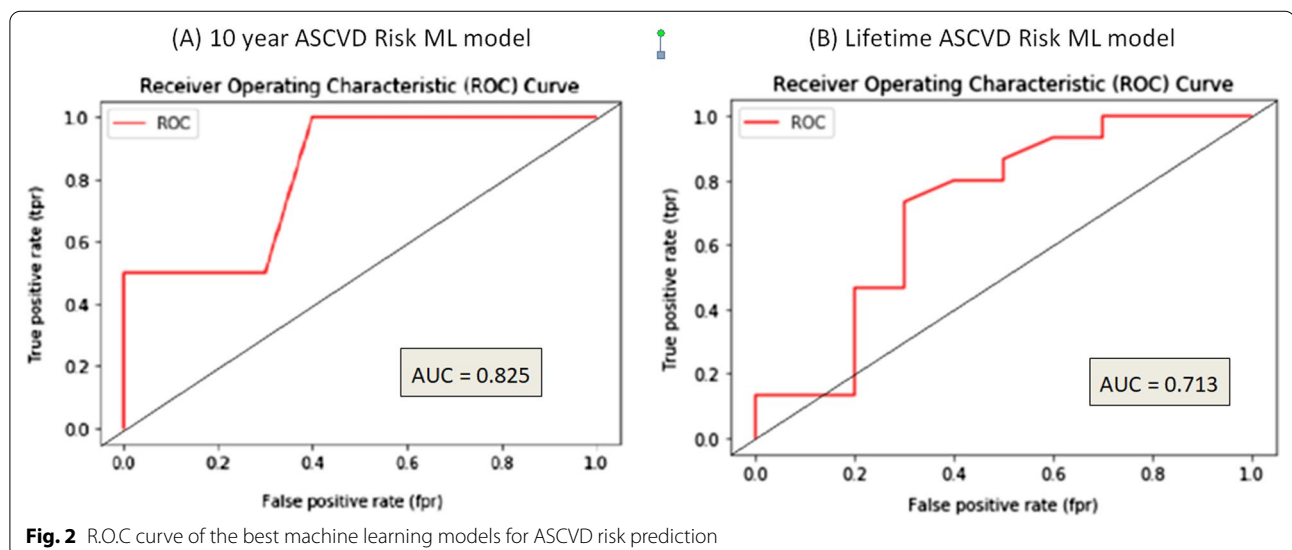 (A) 10 year ASCVD Risk ML model
Receiver Operating Characteristic (ROC) Curve
ROC
True positive rate (tpr)
1.0
0.8
0.6
0.4
0.2
0.0
AUC = 0.825
0.0 0.2 0.4 0.6 0.8 1.0
False positive rate (fpr)
(B) Lifetime ASCVD Risk ML model
Receiver Operating Characteristic (ROC) Curve
ROC
True positive rate (tpr)
1.0
0.8
0.6
0.4
0.2
0.0
AUC = 0.713
0.0 0.2 0.4 0.6 0.8 1.0
False positive rate (fpr)
Fig. 2 R.O.C curve of the best machine learning models for ASCVD risk prediction